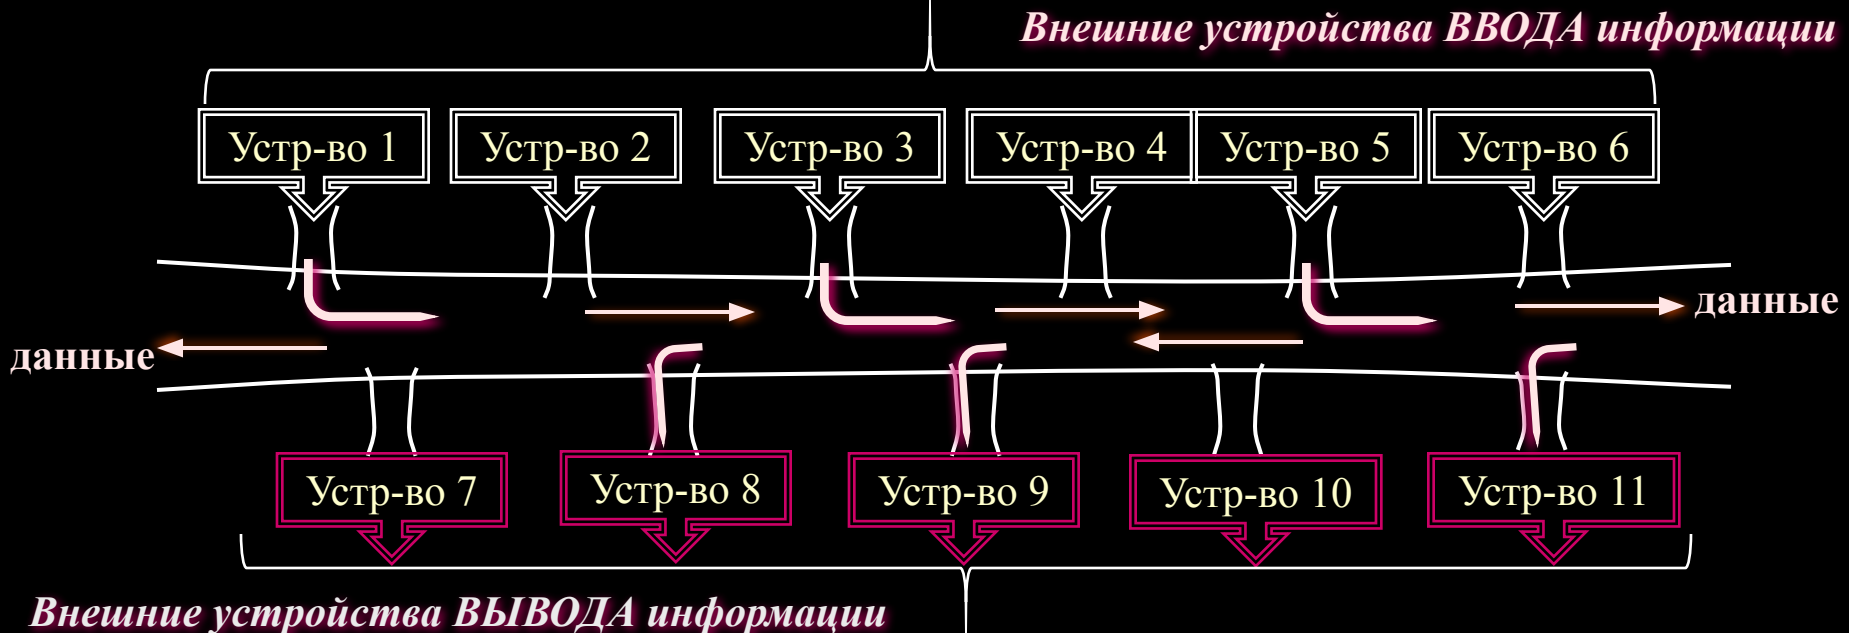 Внешние устройства ВВОДА информации
Устр-во 1
Устр-во 2
Устр-во 3
Устр-во 4
Устр-во 5
Устр-во 6
данные
данные
Устр-во 7
Устр-во 8
Устр-во 9
Устр-во 10
Устр-во 11
Внешние устройства ВЫВОДА информации